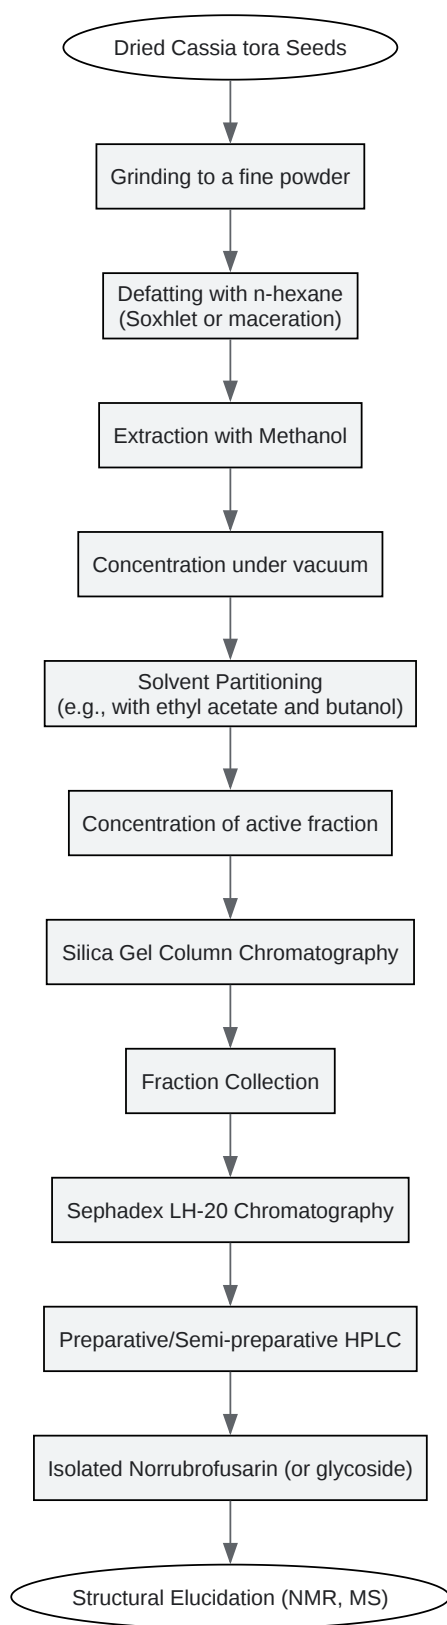 Dried Cassia tora Seeds
Grinding to a fine powder
Defatting with n-hexane
(Soxhlet or maceration)
Extraction with Methanol
Concentration under vacuum
Solvent Partitioning
(e.g., with ethyl acetate and butanol)
Concentration of active fraction
Silica Gel Column Chromatography
Fraction Collection
Sephadex LH-20 Chromatography
Preparative/Semi-preparative HPLC
Isolated Norrubrofusarin (or glycoside)
Structural Elucidation (NMR, MS)